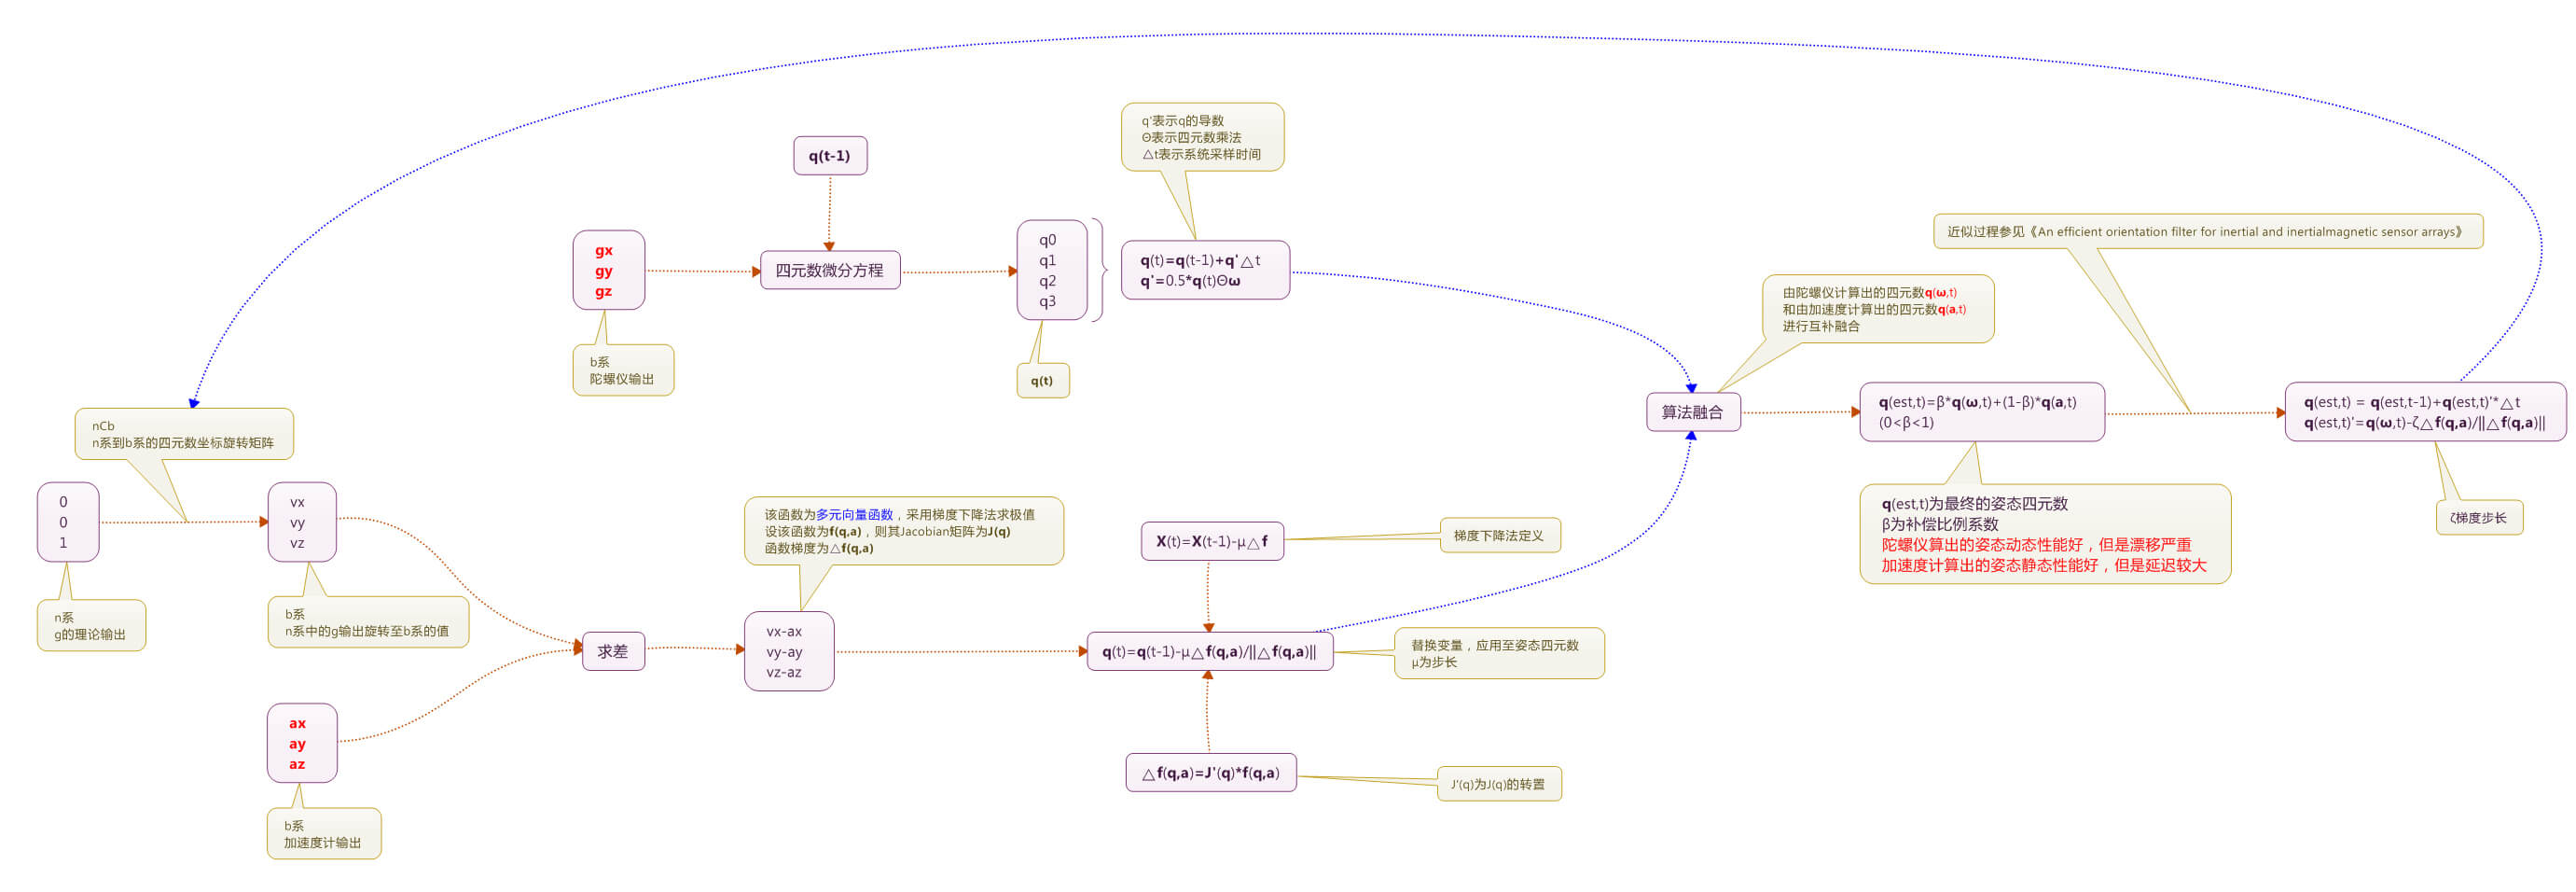 q'表示q的导数
Θ表示四元数乘法
△t表示系统采样时间
q(t-1)
gx
gy
gz
四元数微分方程
q0
q1
q2
q3
q(t)=q(t-1)+q'△t
q'=0.5*q(t)Θω
b系
陀螺仪输出
q(t)
近似过程参见《An efficient orientation filter for inertial and inertialmagnetic sensor arrays》
由陀螺仪计算出的四元数q(ω,t)
和由加速度计算出的四元数q(a,t)
进行互补融合
算法融合
q(est,t)=β*q(ω,t)+(1-β)*q(a,t)
(0<β<1)
q(est,t) = q(est,t-1)+q(est,t)'*△t
q(est,t)'=q(ω,t)-ζ△f(q,a)/||△f(q,a)||
q(est,t)为最终的姿态四元数
β为补偿比例系数
陀螺仪算出的姿态动态性能好，但是漂移严重
加速度计算出的姿态静态性能好，但是延迟较大
ζ梯度步长
nCb
n系到b系的四元数坐标旋转矩阵
0
0
1
n系
g的理论输出
vx
vy
vz
b系
n系中的g输出旋转至b系的值
ax
ay
az
b系
加速度计输出
求差
该函数为多元向量函数，采用梯度下降法求极值
设该函数为f(q,a)，则其Jacobian矩阵为J(q)
函数梯度为△f(q,a)
vx-ax
vy-ay
vz-az
X(t)=X(t-1)-μ△f
梯度下降法定义
q(t)=q(t-1)-μ△f(q,a)/||△f(q,a)||
替换变量，应用至姿态四元数
μ为步长
△f(q,a)=J'(q)*f(q,a)
J'(q)为J(q)的转置